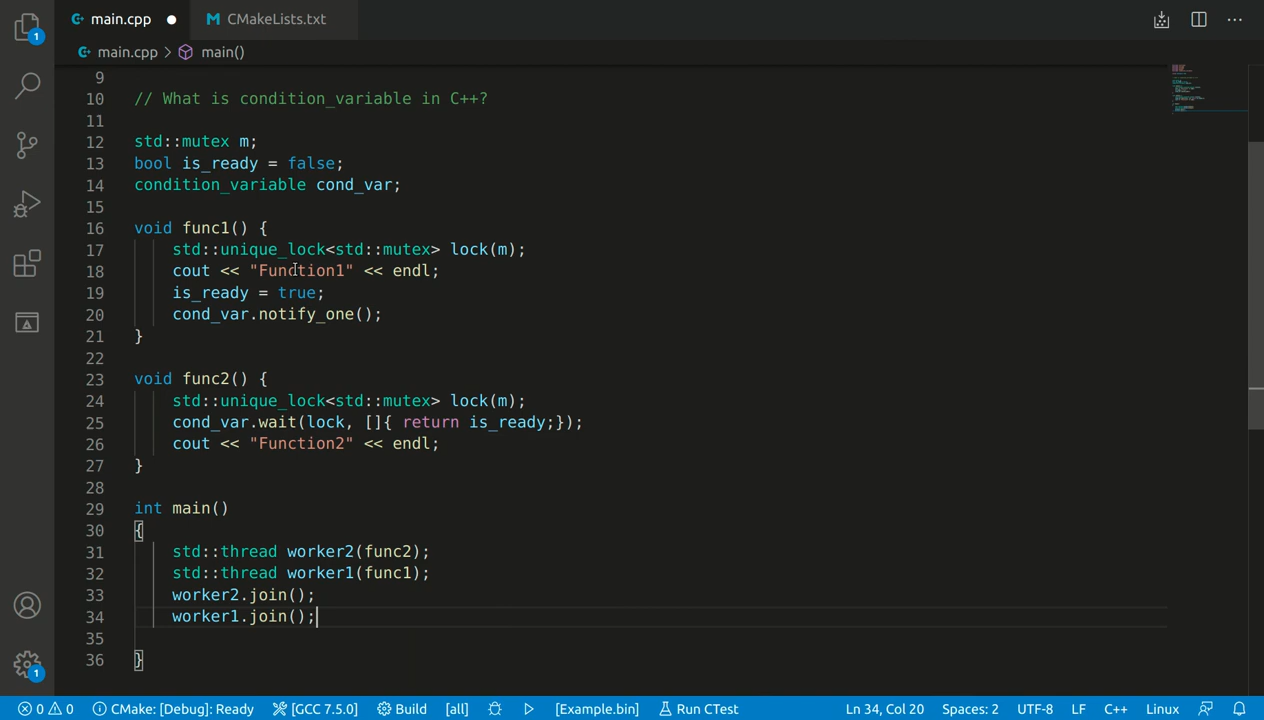 main.cpp ● CMakeLists.txt
main.cpp > main()
9
10 // What is condition_variable in C++?
11
12 std::mutex m;
13 bool is_ready = false;
14 condition_variable cond_var;
15
16 void func1() {
17 std::unique_lock<std::mutex> lock(m);
18 cout << "Function1" << endl;
19 is_ready = true;
20 cond_var.notify_one();
21 }
22
23 void func2() {
24 std::unique_lock<std::mutex> lock(m);
25 cond_var.wait(lock, []{ return is_ready;});
26 cout << "Function2" << endl;
27 }
28
29 int main()
30 {
31 std::thread worker2(func2);
32 std::thread worker1(func1);
33 worker2.join();
34 worker1.join();
35
36 }
1
1
0 0 CMake: [Debug]: Ready [GCC 7.5.0] Build [all] [Example.bin] Run CTest Ln 34, Col 20 Spaces: 2 UTF-8 LF C++ Linux